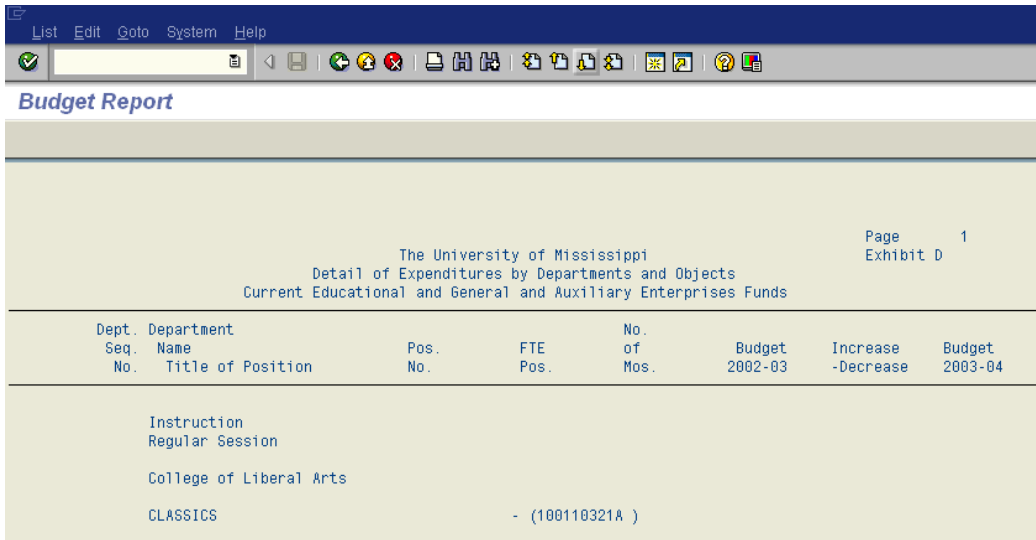 List Edit Goto System Help
Budget Report
Page 1
The University of Mississippi Exhibit D
Detail of Expenditures by Departments and Objects
Current Educational and General and Auxiliary Enterprises Funds
Dept. Department No.
Seq. Name Pos. FTE of Budget Increase Budget
No. Title of Position No. Pos. Mos. 2002-03 -Decrease 2003-04
Instruction
Regular Session
College of Liberal Arts
CLASSICS - (100110321A )